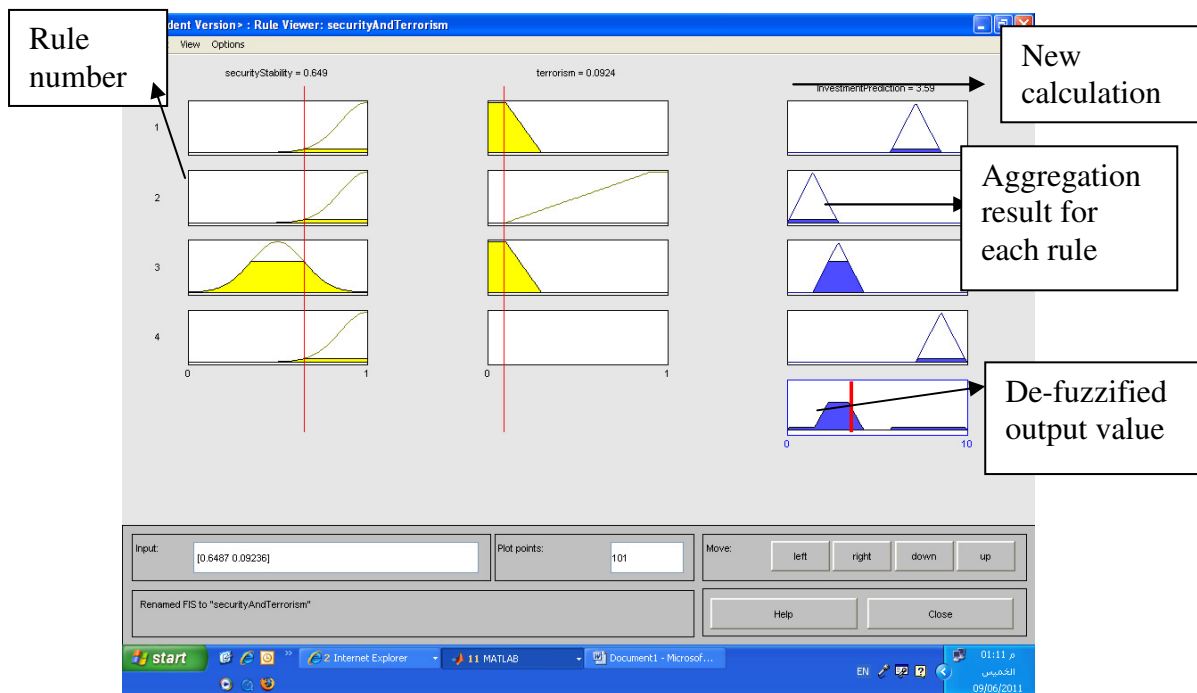 dent Version> : Rule Viewer: securityAndTerrorism
View Options
Rule
number
New
calculation
Aggregation
result for
each rule
De-fuzzified
output value
securityStability = 0.649
terrorism = 0.0924
InvestmentPrediction = 3.59
1
2
3
4
0 1
0 1
0 10
Input:
[0.6487 0.09236]
Plot points:
101
Move:
left
right
down
up
Renamed FIS to "securityAndTerrorism"
Help
Close
start
2 Internet Explorer
11 MATLAB
Document1 - Microsof...
EN
01:11 م
الخميس
09/06/2011